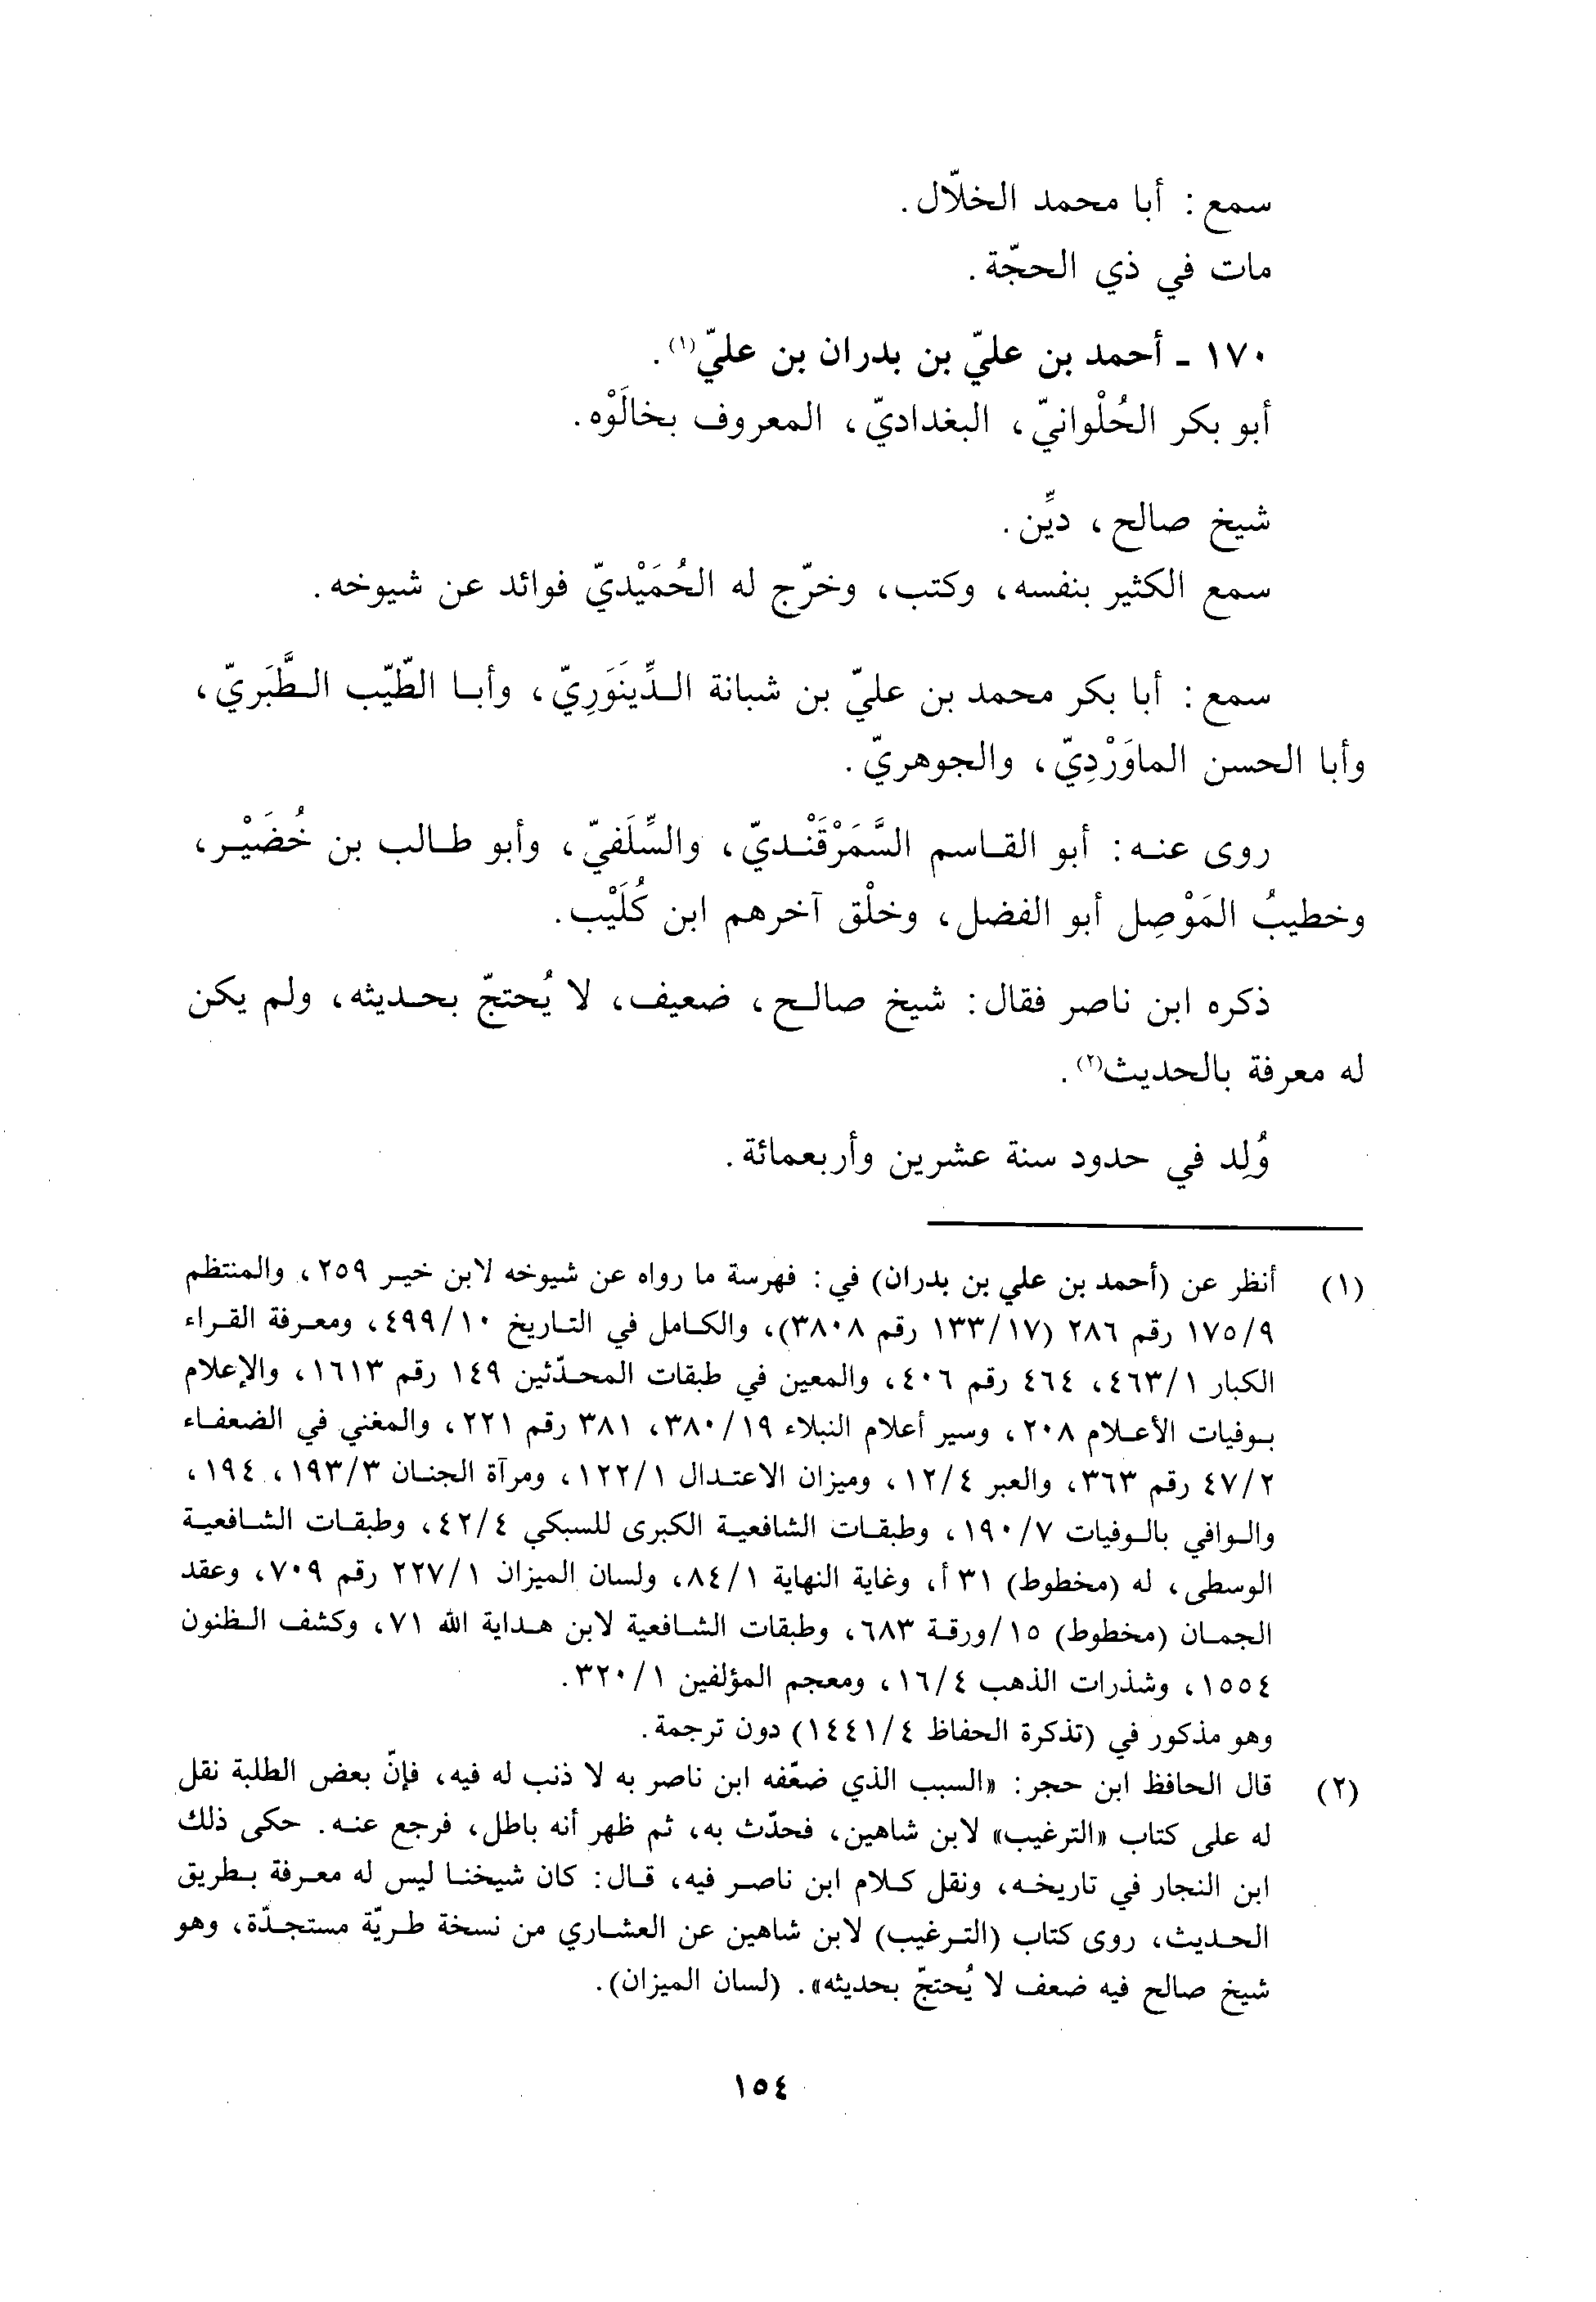 سمع: أبا محمد الخلّال.
مات في ذي الحجّة.
١٧٠ - أحمد بن عليّ بن بدران بن عليّ(١).
أبو بكر الحُلْوانيّ، البغداديّ، المعروف بخالَوْه.
شيخ صالح، ديِّن.
سمع الكثير بنفسه، وكتب، وخرّج له الحُمَيْديّ فوائد عن شيوخه.
سمع: أبا بكر محمد بن عليّ بن شبانة الدِّينَوَرِيّ، وأبا الطّيّب الطَّبَريّ،
وأبا الحسن الماوَرْدِيّ، والجوهريّ.
روى عنه: أبو القاسم السَّمَرْقَنْديّ، والسِّلَفيّ، وأبو طالب بن خُضَيْر،
وخطيبُ المَوْصِل أبو الفضل، وخلْق آخرهم ابن كُلَيْب.
ذكره ابن ناصر فقال: شيخ صالح، ضعيف، لا يُحتجّ بحديثه، ولم يكن
له معرفة بالحديث(٢).
وُلِد في حدود سنة عشرين وأربعمائة.
(١) أنظر عن (أحمد بن علي بن بدران) في: فهرسة ما رواه عن شيوخه لابن خير ٢٥٩، والمنتظم
١٧٥/٩ رقم ٢٨٦ (١٣٣/١٧ رقم ٣٨٠٨)، والكامل في التاريخ ٤٩٩/١٠، ومعرفة القراء
الكبار ٤٦٣/١، ٤٦٤ رقم ٤٠٦، والمعين في طبقات المحدّثين ١٤٩ رقم ١٦١٣، والإعلام
بوفيات الأعلام ٢٠٨، وسير أعلام النبلاء ٣٨٠/١٩، ٣٨١ رقم ٢٢١، والمغني في الضعفاء
٤٧/٢ رقم ٣٦٣، والعبر ١٢/٤، وميزان الاعتدال ١٢٢/١، ومرآة الجنان ١٩٣/٣، ١٩٤،
والوافي بالوفيات ١٩٠/٧، وطبقات الشافعية الكبرى للسبكي ٤٢/٤، وطبقات الشافعية
الوسطى، له (مخطوط) ٣١ أ، وغاية النهاية ٨٤/١، ولسان الميزان ٢٢٧/١ رقم ٧٠٩، وعقد
الجمان (مخطوط) ١٥/ورقة ٦٨٣، وطبقات الشافعية لابن هداية الله ٧١، وكشف الظنون
١٥٥٤، وشذرات الذهب ١٦/٤، ومعجم المؤلفين ٣٢٠/١.
وهو مذكور في (تذكرة الحفاظ ١٤٤١/٤) دون ترجمة.
(٢) قال الحافظ ابن حجر: «السبب الذي ضعّفه ابن ناصر به لا ذنب له فيه، فإنّ بعض الطلبة نقل
له على كتاب «الترغيب» لابن شاهين، فحدّث به، ثم ظهر أنه باطل، فرجع عنه. حكى ذلك
ابن النجار في تاريخه، ونقل كلام ابن ناصر فيه، قال: كان شيخنا ليس له معرفة بطريق
الحديث، روى كتاب (الترغيب) لابن شاهين عن العشاري من نسخة طريّة مستجدّة، وهو
شيخ صالح فيه ضعف لا يُحتجّ بحديثه». (لسان الميزان).
١٥٤